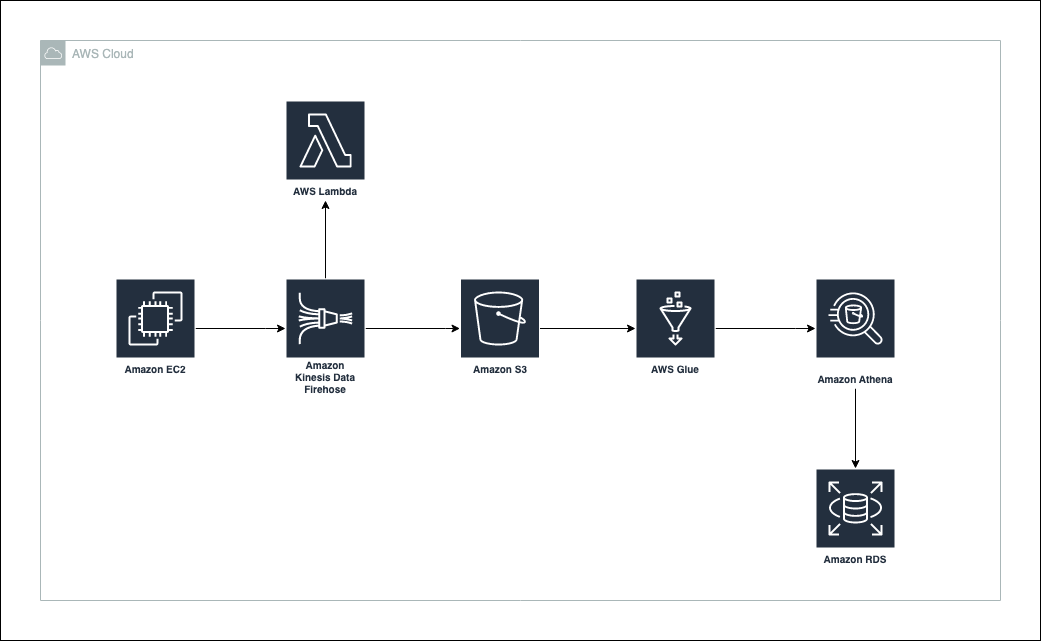 AWS Cloud
AWS Lambda
Amazon EC2
Amazon
Kinesis Data
Firehose
Amazon S3
AWS Glue
Amazon Athena
Amazon RDS